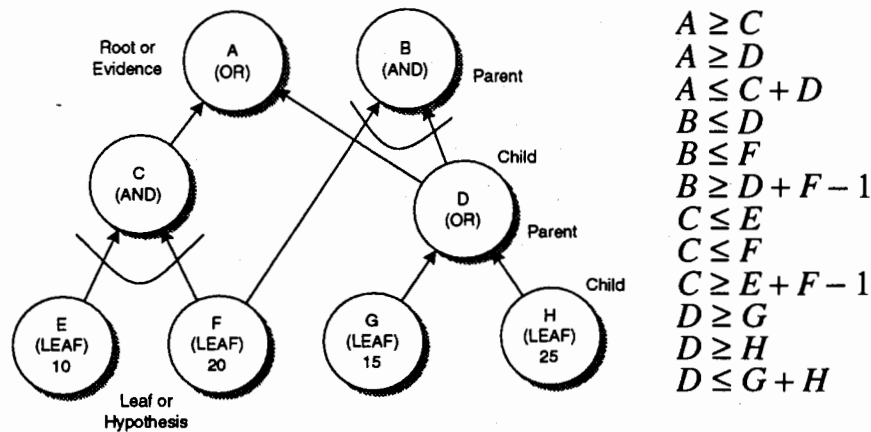 Root or
Evidence
A
(OR)
B
(AND)
Parent
C
(AND)
Child
D
(OR)
Parent
Child
E
(LEAF)
10
F
(LEAF)
20
G
(LEAF)
15
H
(LEAF)
25
Leaf or
Hypothesis
A ≥ C
A ≥ D
A ≤ C + D
B ≤ D
B ≤ F
B ≥ D + F − 1
C ≤ E
C ≤ F
C ≥ E + F − 1
D ≥ G
D ≥ H
D ≤ G + H